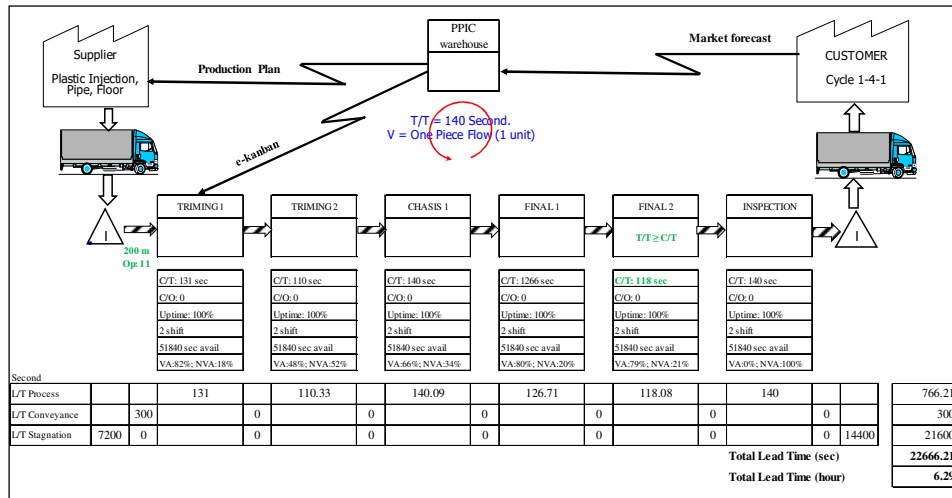 PPIC
warehouse
Market forecast
Supplier
Plastic Injection,
Pipe, Floor
Production Plan
CUSTOMER
Cycle 1-4-1
T/T = 140 Second.
V = One Piece Flow (1 unit)
e-kanban
I
200 m
Op: 11
TRIMING 1
TRIMING 2
CHASIS 1
FINAL 1
FINAL 2
INSPECTION
T/T ≥ C/T
I
C/T: 131 sec
C/O: 0
Uptime: 100%
2 shift
51840 sec avail
VA:82%; NVA:18%
C/T: 110 sec
C/O: 0
Uptime: 100%
2 shift
51840 sec avail
VA:48%; NVA:52%
C/T: 140 sec
C/O: 0
Uptime: 100%
2 shift
51840 sec avail
VA:66%; NVA:34%
C/T: 1266 sec
C/O: 0
Uptime: 100%
2 shift
51840 sec avail
VA:80%; NVA:20%
C/T: 118 sec
C/O: 0
Uptime: 100%
2 shift
51840 sec avail
VA:79%; NVA:21%
C/T: 140 sec
C/O: 0
Uptime: 100%
2 shift
51840 sec avail
VA:0%; NVA:100%
Second
L/T Process 131 110.33 140.09 126.71 118.08 140 766.21
L/T Conveyance 300 0 0 0 0 0 0 300
L/T Stagnation 7200 0 0 0 0 0 0 0 14400 21600
Total Lead Time (sec) 22666.21
Total Lead Time (hour) 6.29